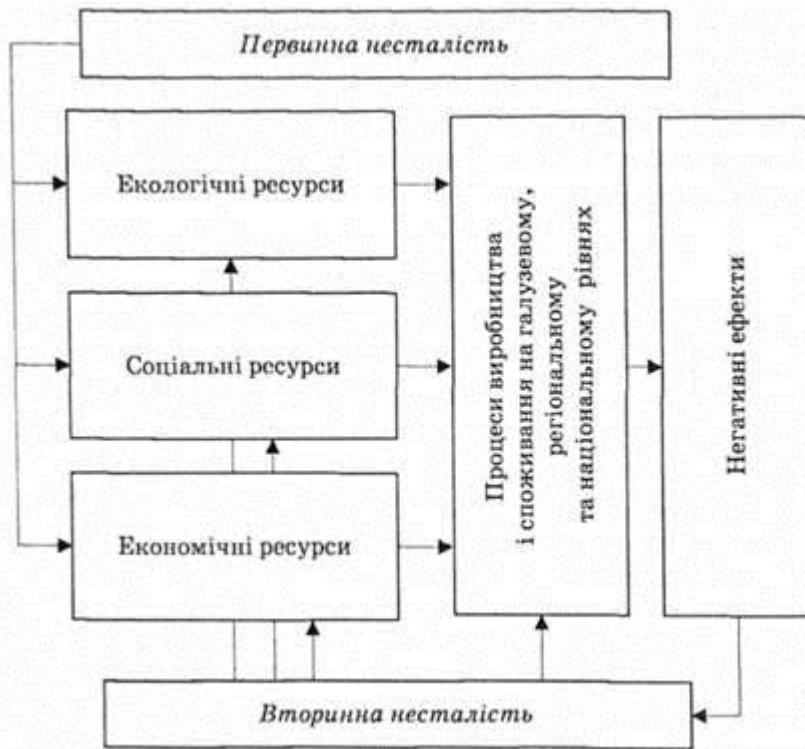 Первинна несталість
Екологічні ресурси
Соціальні ресурси
Економічні ресурси
Процеси виробництва
і споживання на галузевому,
регіональному
та національному рівнях
Негативні ефекти
Вторинна несталість